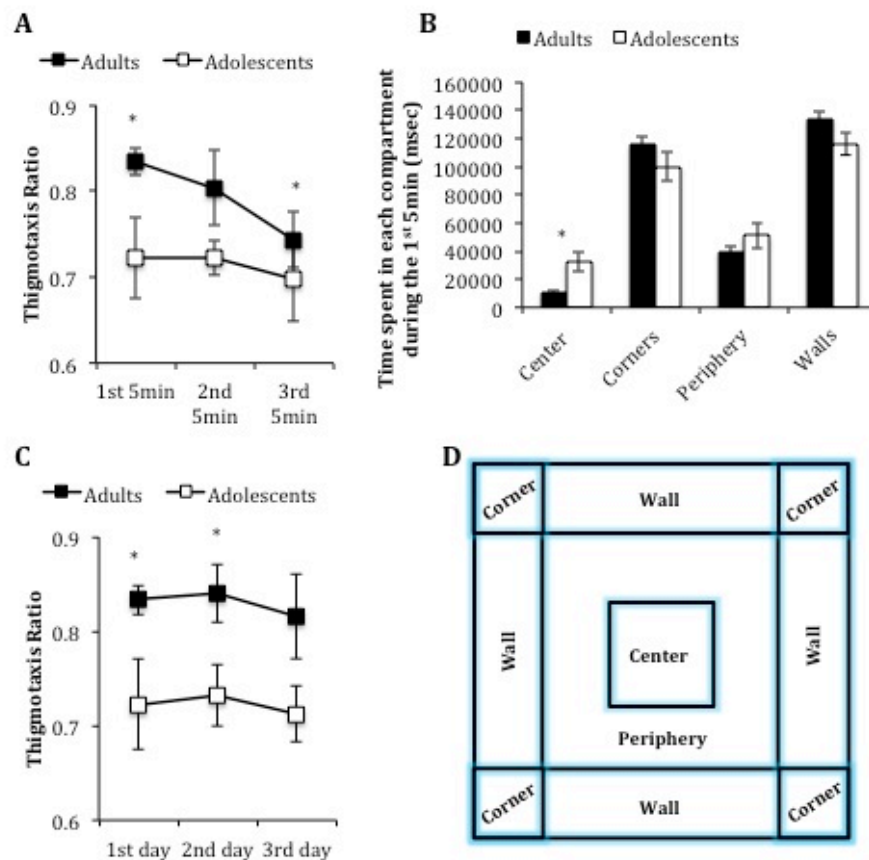 A
Adults Adolescents
Thigmotaxis Ratio
0.9
0.8
0.7
0.6
*
*
1st 5min 2nd 5min 3rd 5min
B
Adults Adolescents
Time spent in each compartment
during the 1st 5min (msec)
160000
140000
120000
100000
80000
60000
40000
20000
0
*
Center Corners Periphery Walls
C
Adults Adolescents
Thigmotaxis Ratio
0.9
0.8
0.7
0.6
*
*
1st day 2nd day 3rd day
D
Corner Wall Corner
Wall Center Wall
Periphery
Corner Wall Corner